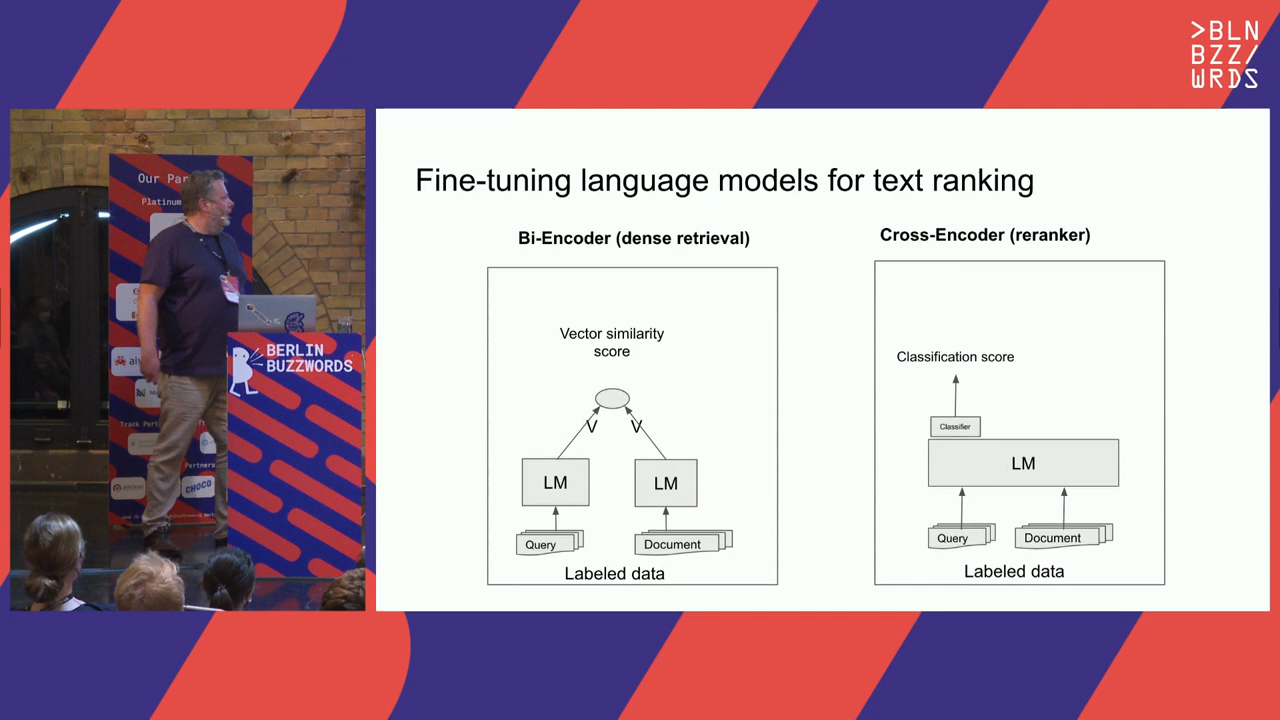 >BLN
BZZ/
WRDS
Our Par
Platinum
BERLIN
BUZZWORDS
Track Part
Partners
CHOCO
Fine-tuning language models for text ranking
Bi-Encoder (dense retrieval)
Vector similarity
score
V V
LM LM
Query Document
Labeled data
Cross-Encoder (reranker)
Classification score
Classifier
LM
Query Document
Labeled data